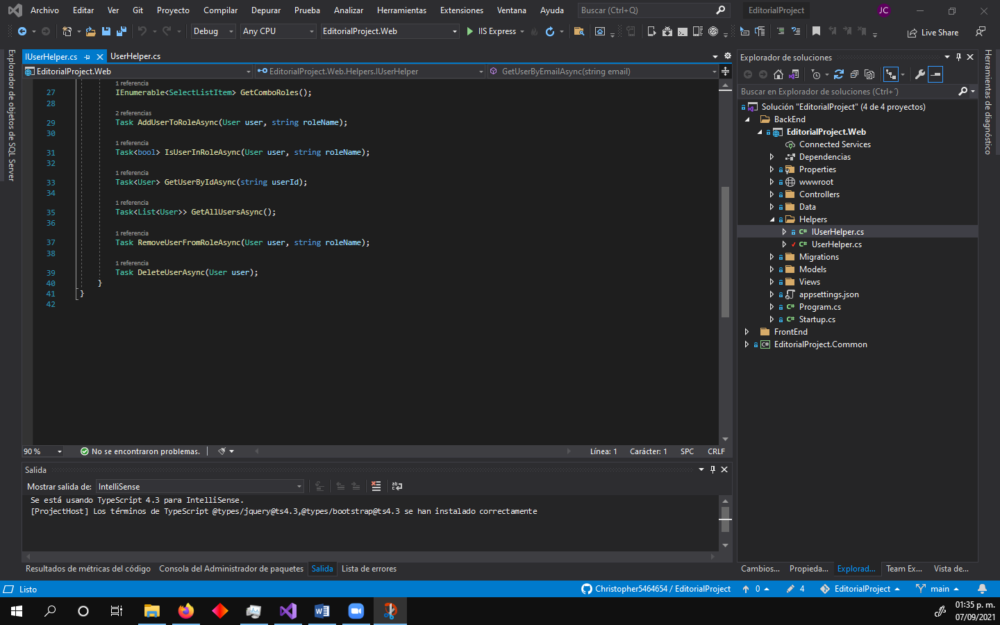 Archivo Editar Ver Git Proyecto Compilar Depurar Prueba Analizar Herramientas Extensiones Ventana Ayuda Buscar (Ctrl+Q) EditorialProject JC
Debug Any CPU EditorialProject.Web IIS Express Live Share
Explorador de objetos de SQL Server
IUserHelper.cs UserHelper.cs
EditorialProject.Web EditorialProject.Web.Helpers.IUserHelper GetUserByEmailAsync(string email)
1 referencia
27 IEnumerable<SelectListItem> GetComboRoles();
28
2 referencias
29 Task AddUserToRoleAsync(User user, string roleName);
30
1 referencia
31 Task<bool> IsUserInRoleAsync(User user, string roleName);
32
1 referencia
33 Task<User> GetUserByIdAsync(string userId);
34
1 referencia
35 Task<List<User>> GetAllUsersAsync();
36
1 referencia
37 Task RemoveUserFromRoleAsync(User user, string roleName);
38
1 referencia
39 Task DeleteUserAsync(User user);
40 }
41 }
42
90 % No se encontraron problemas. Línea: 1 Carácter: 1 SPC CRLF
Salida
Mostrar salida de: IntelliSense
Se está usando TypeScript 4.3 para IntelliSense.
[ProjectHost] Los términos de TypeScript @types/jquery@ts4.3,@types/bootstrap@ts4.3 se han instalado correctamente
Resultados de métricas del código Consola del Administrador de paquetes Salida Lista de errores
Explorador de soluciones
Buscar en Explorador de soluciones (Ctrl+´)
Solución "EditorialProject" (4 de 4 proyectos)
BackEnd
EditorialProject.Web
Connected Services
Dependencias
Properties
wwwroot
Controllers
Data
Helpers
C# IUserHelper.cs
C# UserHelper.cs
Migrations
Models
Views
appsettings.json
C# Program.cs
C# Startup.cs
FrontEnd
C# EditorialProject.Common
Cambios... Propieda... Explorad... Team Ex... Vista de...
Herramientas de diagnóstico
Listo Christopher5464654 / EditorialProject 0 4 EditorialProject main
01:35 p. m.
07/09/2021